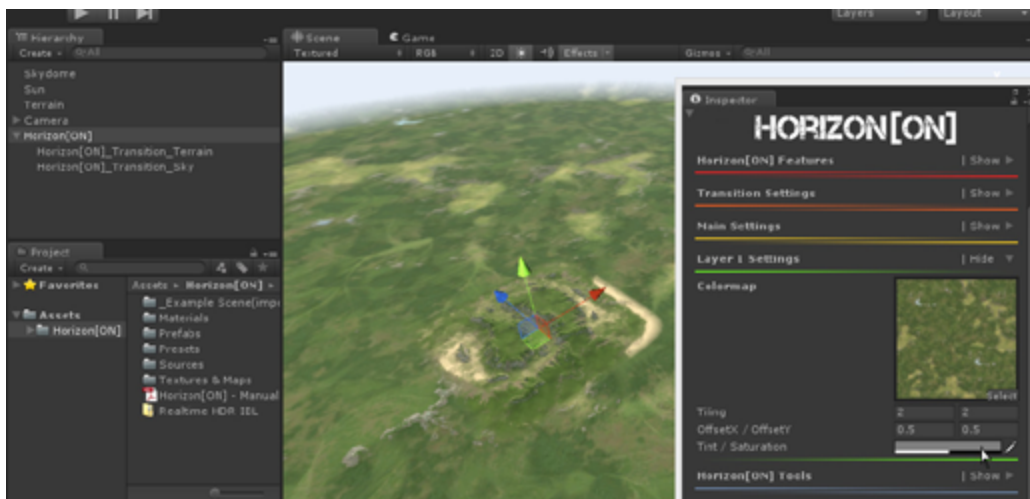 Layers
Layout
Hierarchy
Create
All
Skydome
Sun
Terrain
Camera
Horizon[ON]
Horizon[ON]_Transition_Terrain
Horizon[ON]_Transition_Sky
Project
Create
Favorites
Assets
Horizon[ON]
Assets
Horizon[ON]
_Example Scene(imp
Materials
Prefabs
Presets
Sources
Textures & Maps
Horizon[ON] - Manual
Realtime HDR IBL
Scene
Game
Textured
RGB
2D
Effects
Gizmos
All
Inspector
HORIZON[ON]
Horizon[ON] Features | Show
Transition Settings | Show
Main Settings | Show
Layer 1 Settings | Hide
Colormap
Select
Tiling 2 2
OffsetX / OffsetY 0.5 0.5
Tint / Saturation
Horizon[ON] Tools | Show